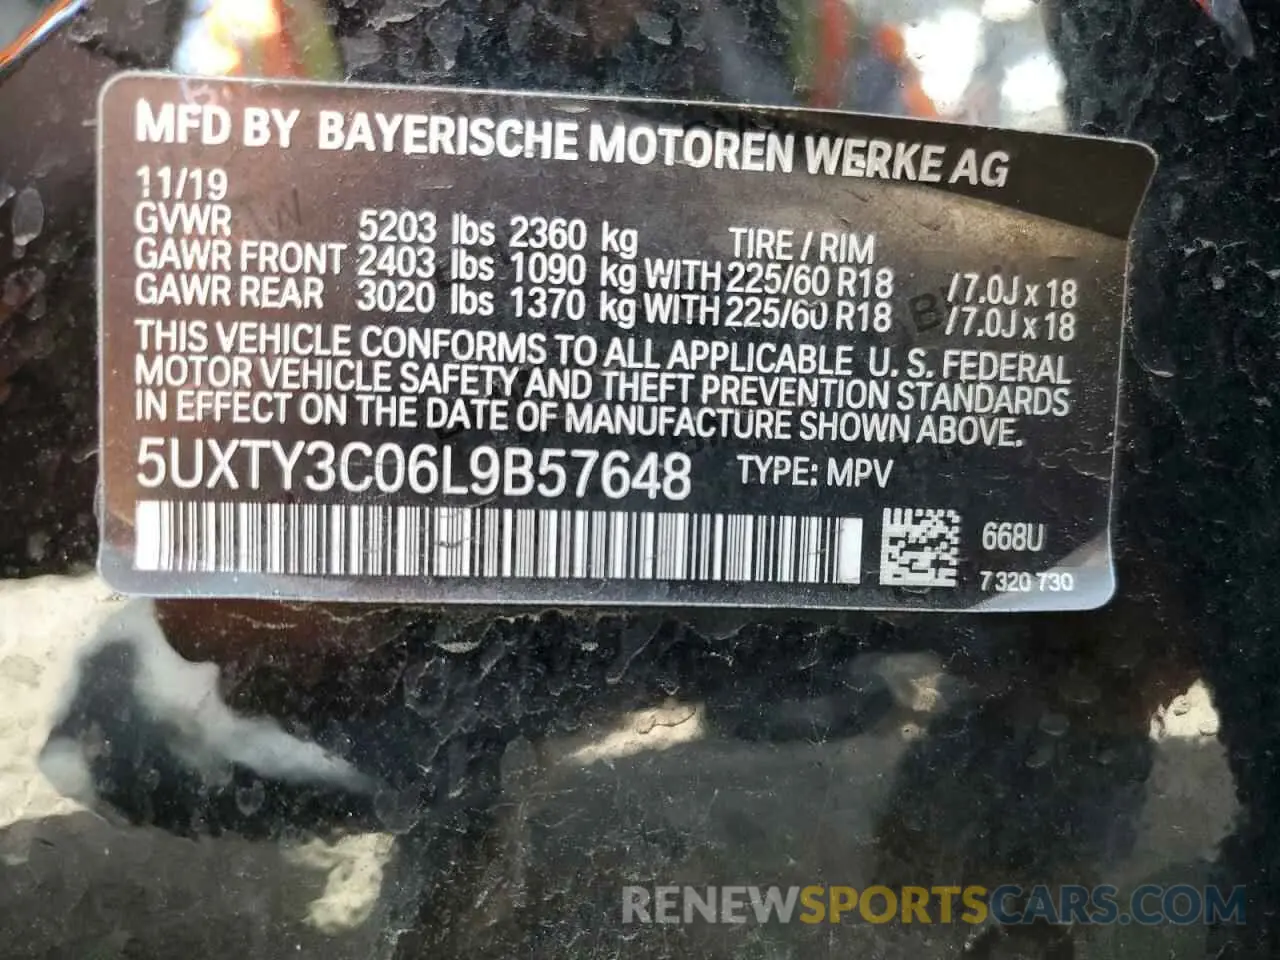 MFD BY BAYERISCHE MOTOREN WERKE AG
11/19
GVWR 5203 lbs 2360 kg TIRE / RIM
GAWR FRONT 2403 lbs 1090 kg WITH 225/60 R18 / 7.0J x 18
GAWR REAR 3020 lbs 1370 kg WITH 225/60 R18 / 7.0J x 18
THIS VEHICLE CONFORMS TO ALL APPLICABLE U. S. FEDERAL
MOTOR VEHICLE SAFETY AND THEFT PREVENTION STANDARDS
IN EFFECT ON THE DATE OF MANUFACTURE SHOWN ABOVE.
5UXTY3C06L9B57648 TYPE: MPV
668U
7 320 730
RENEWSPORTSCARS.COM